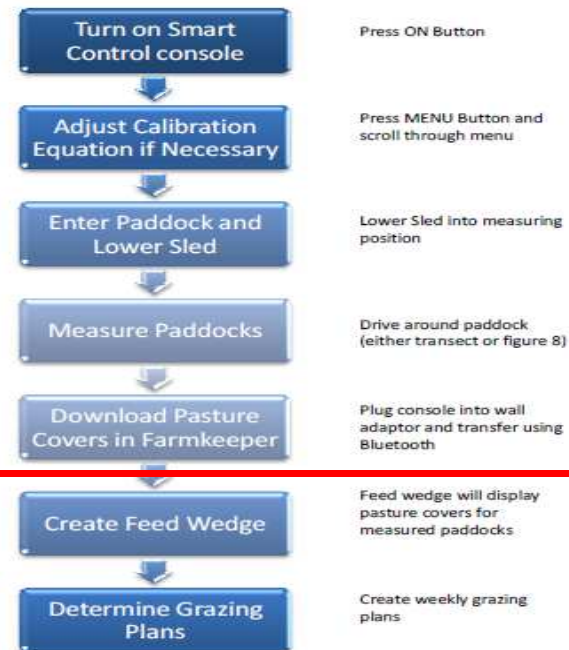 Turn on Smart
Control console
Press ON Button
Adjust Calibration
Equation if Necessary
Press MENU Button and
scroll through menu
Enter Paddock and
Lower Sled
Lower Sled into measuring
position
Measure Paddocks
Drive around paddock
(either transect or figure 8)
Download Pasture
Covers in Farmkeeper
Plug console into wall
adaptor and transfer using
Bluetooth
Create Feed Wedge
Feed wedge will display
pasture covers for
measured paddocks
Determine Grazing
Plans
Create weekly grazing
plans